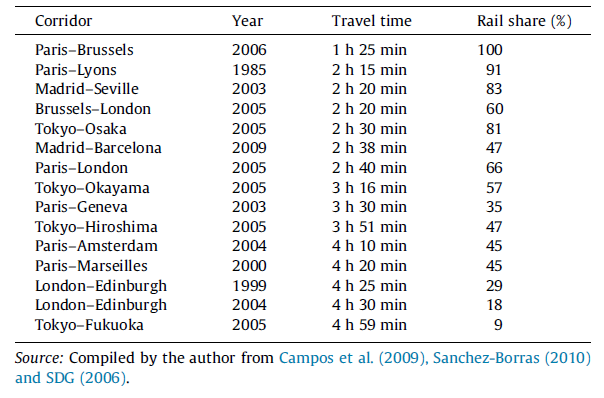 Corridor Year Travel time Rail share (%)
Paris–Brussels 2006 1 h 25 min 100
Paris–Lyons 1985 2 h 15 min 91
Madrid–Seville 2003 2 h 20 min 83
Brussels–London 2005 2 h 20 min 60
Tokyo–Osaka 2005 2 h 30 min 81
Madrid–Barcelona 2009 2 h 38 min 47
Paris–London 2005 2 h 40 min 66
Tokyo–Okayama 2005 3 h 16 min 57
Paris–Geneva 2003 3 h 30 min 35
Tokyo–Hiroshima 2005 3 h 51 min 47
Paris–Amsterdam 2004 4 h 10 min 45
Paris–Marseilles 2000 4 h 20 min 45
London–Edinburgh 1999 4 h 25 min 29
London–Edinburgh 2004 4 h 30 min 18
Tokyo–Fukuoka 2005 4 h 59 min 9
Source: Compiled by the author from Campos et al. (2009), Sanchez-Borras (2010)
and SDG (2006).